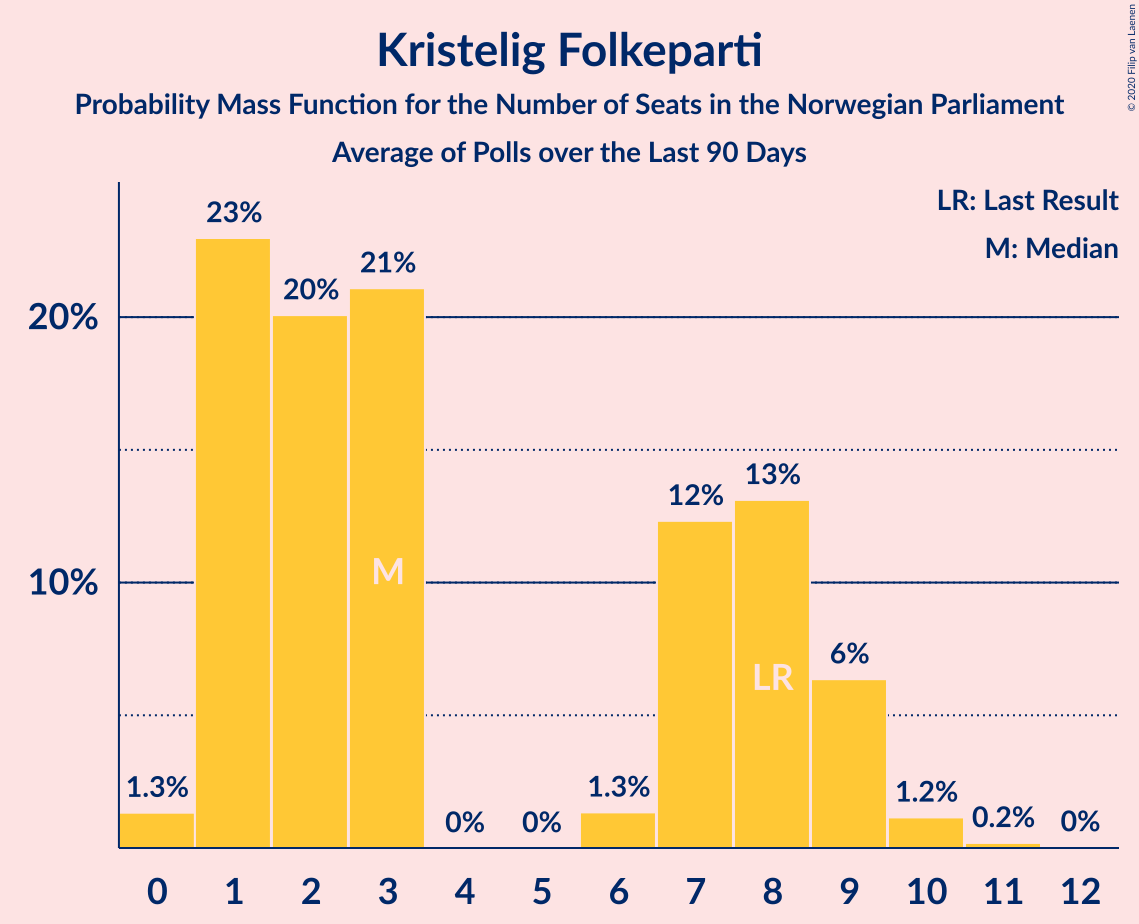 Kristelig Folkeparti
Probability Mass Function for the Number of Seats in the Norwegian Parliament
Average of Polls over the Last 90 Days
© 2020 Filip van Laenen
LR: Last Result
M: Median
20%
10%
1.3%
23%
20%
21%
0%
0%
1.3%
12%
13%
6%
1.2%
0.2%
0%
M
LR
0 1 2 3 4 5 6 7 8 9 10 11 12